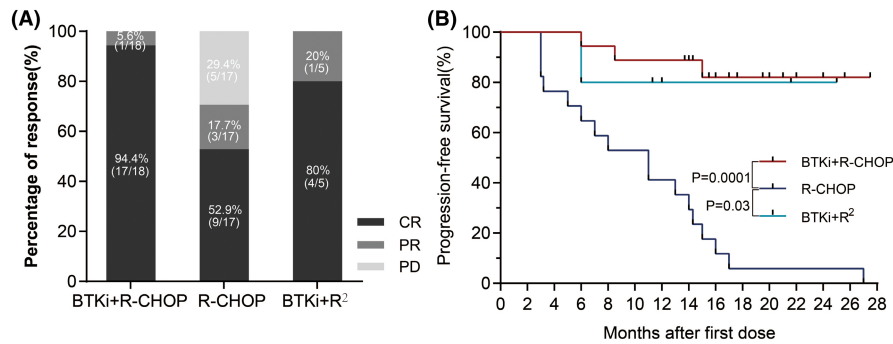 (A)
Percentage of response(%)
100
80
60
40
20
0
5.6%
(1/18)
94.4%
(17/18)
29.4%
(5/17)
17.7%
(3/17)
52.9%
(9/17)
20%
(1/5)
80%
(4/5)
BTKi+R-CHOP
R-CHOP
BTKi+R²
CR
PR
PD
(B)
Progression-free survival(%)
100
80
60
40
20
0
0 2 4 6 8 10 12 14 16 18 20 22 24 26 28
Months after first dose
P=0.0001
P=0.03
BTKi+R-CHOP
R-CHOP
BTKi+R²